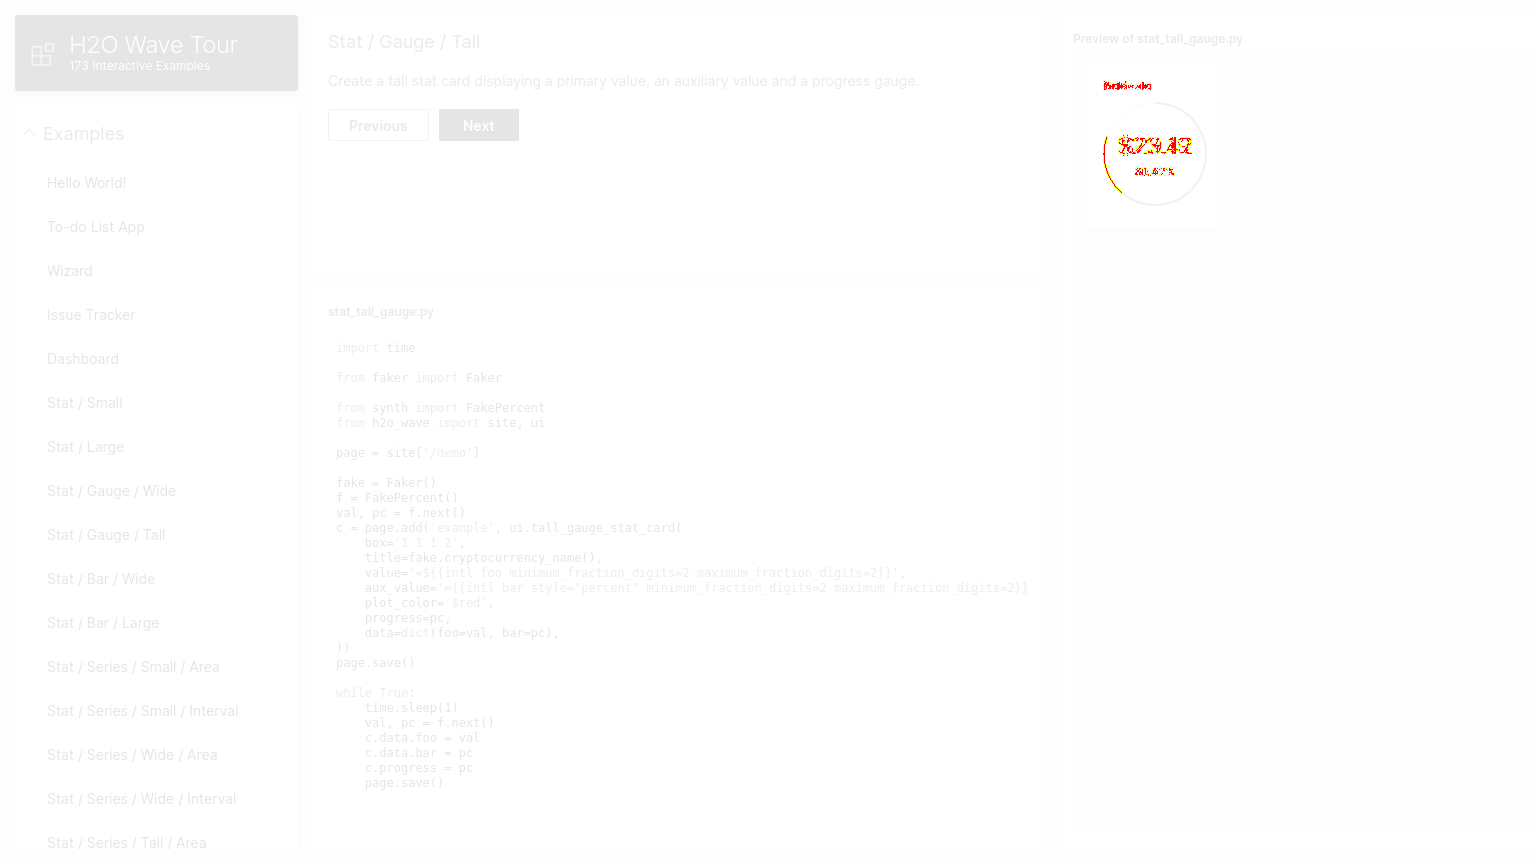 H2O Wave Tour
173 Interactive Examples
Examples
Hello World!
To-do List App
Wizard
Issue Tracker
Dashboard
Stat / Small
Stat / Large
Stat / Gauge / Wide
Stat / Gauge / Tall
Stat / Bar / Wide
Stat / Bar / Large
Stat / Series / Small / Area
Stat / Series / Small / Interval
Stat / Series / Wide / Area
Stat / Series / Wide / Interval
Stat / Series / Tall / Area
Stat / Gauge / Tall
Create a tall stat card displaying a primary value, an auxiliary value and a progress gauge.
Previous Next
stat_tall_gauge.py
import time
from faker import Faker
from synth import FakePercent
from h2o_wave import site, ui
page = site['/demo']
fake = Faker()
f = FakePercent()
val, pc = f.next()
c = page.add('example', ui.tall_gauge_stat_card(
    box='1 1 1 2',
    title=fake.cryptocurrency_name(),
    value='=${{intl foo minimum_fraction_digits=2 maximum_fraction_digits=2}}',
    aux_value='={{intl bar style="percent" minimum_fraction_digits=2 maximum_fraction_digits=2}}
    plot_color='$red',
    progress=pc,
    data=dict(foo=val, bar=pc),
))
page.save()
while True:
    time.sleep(1)
    val, pc = f.next()
    c.data.foo = val
    c.data.bar = pc
    c.progress = pc
    page.save()
Preview of stat_tall_gauge.py